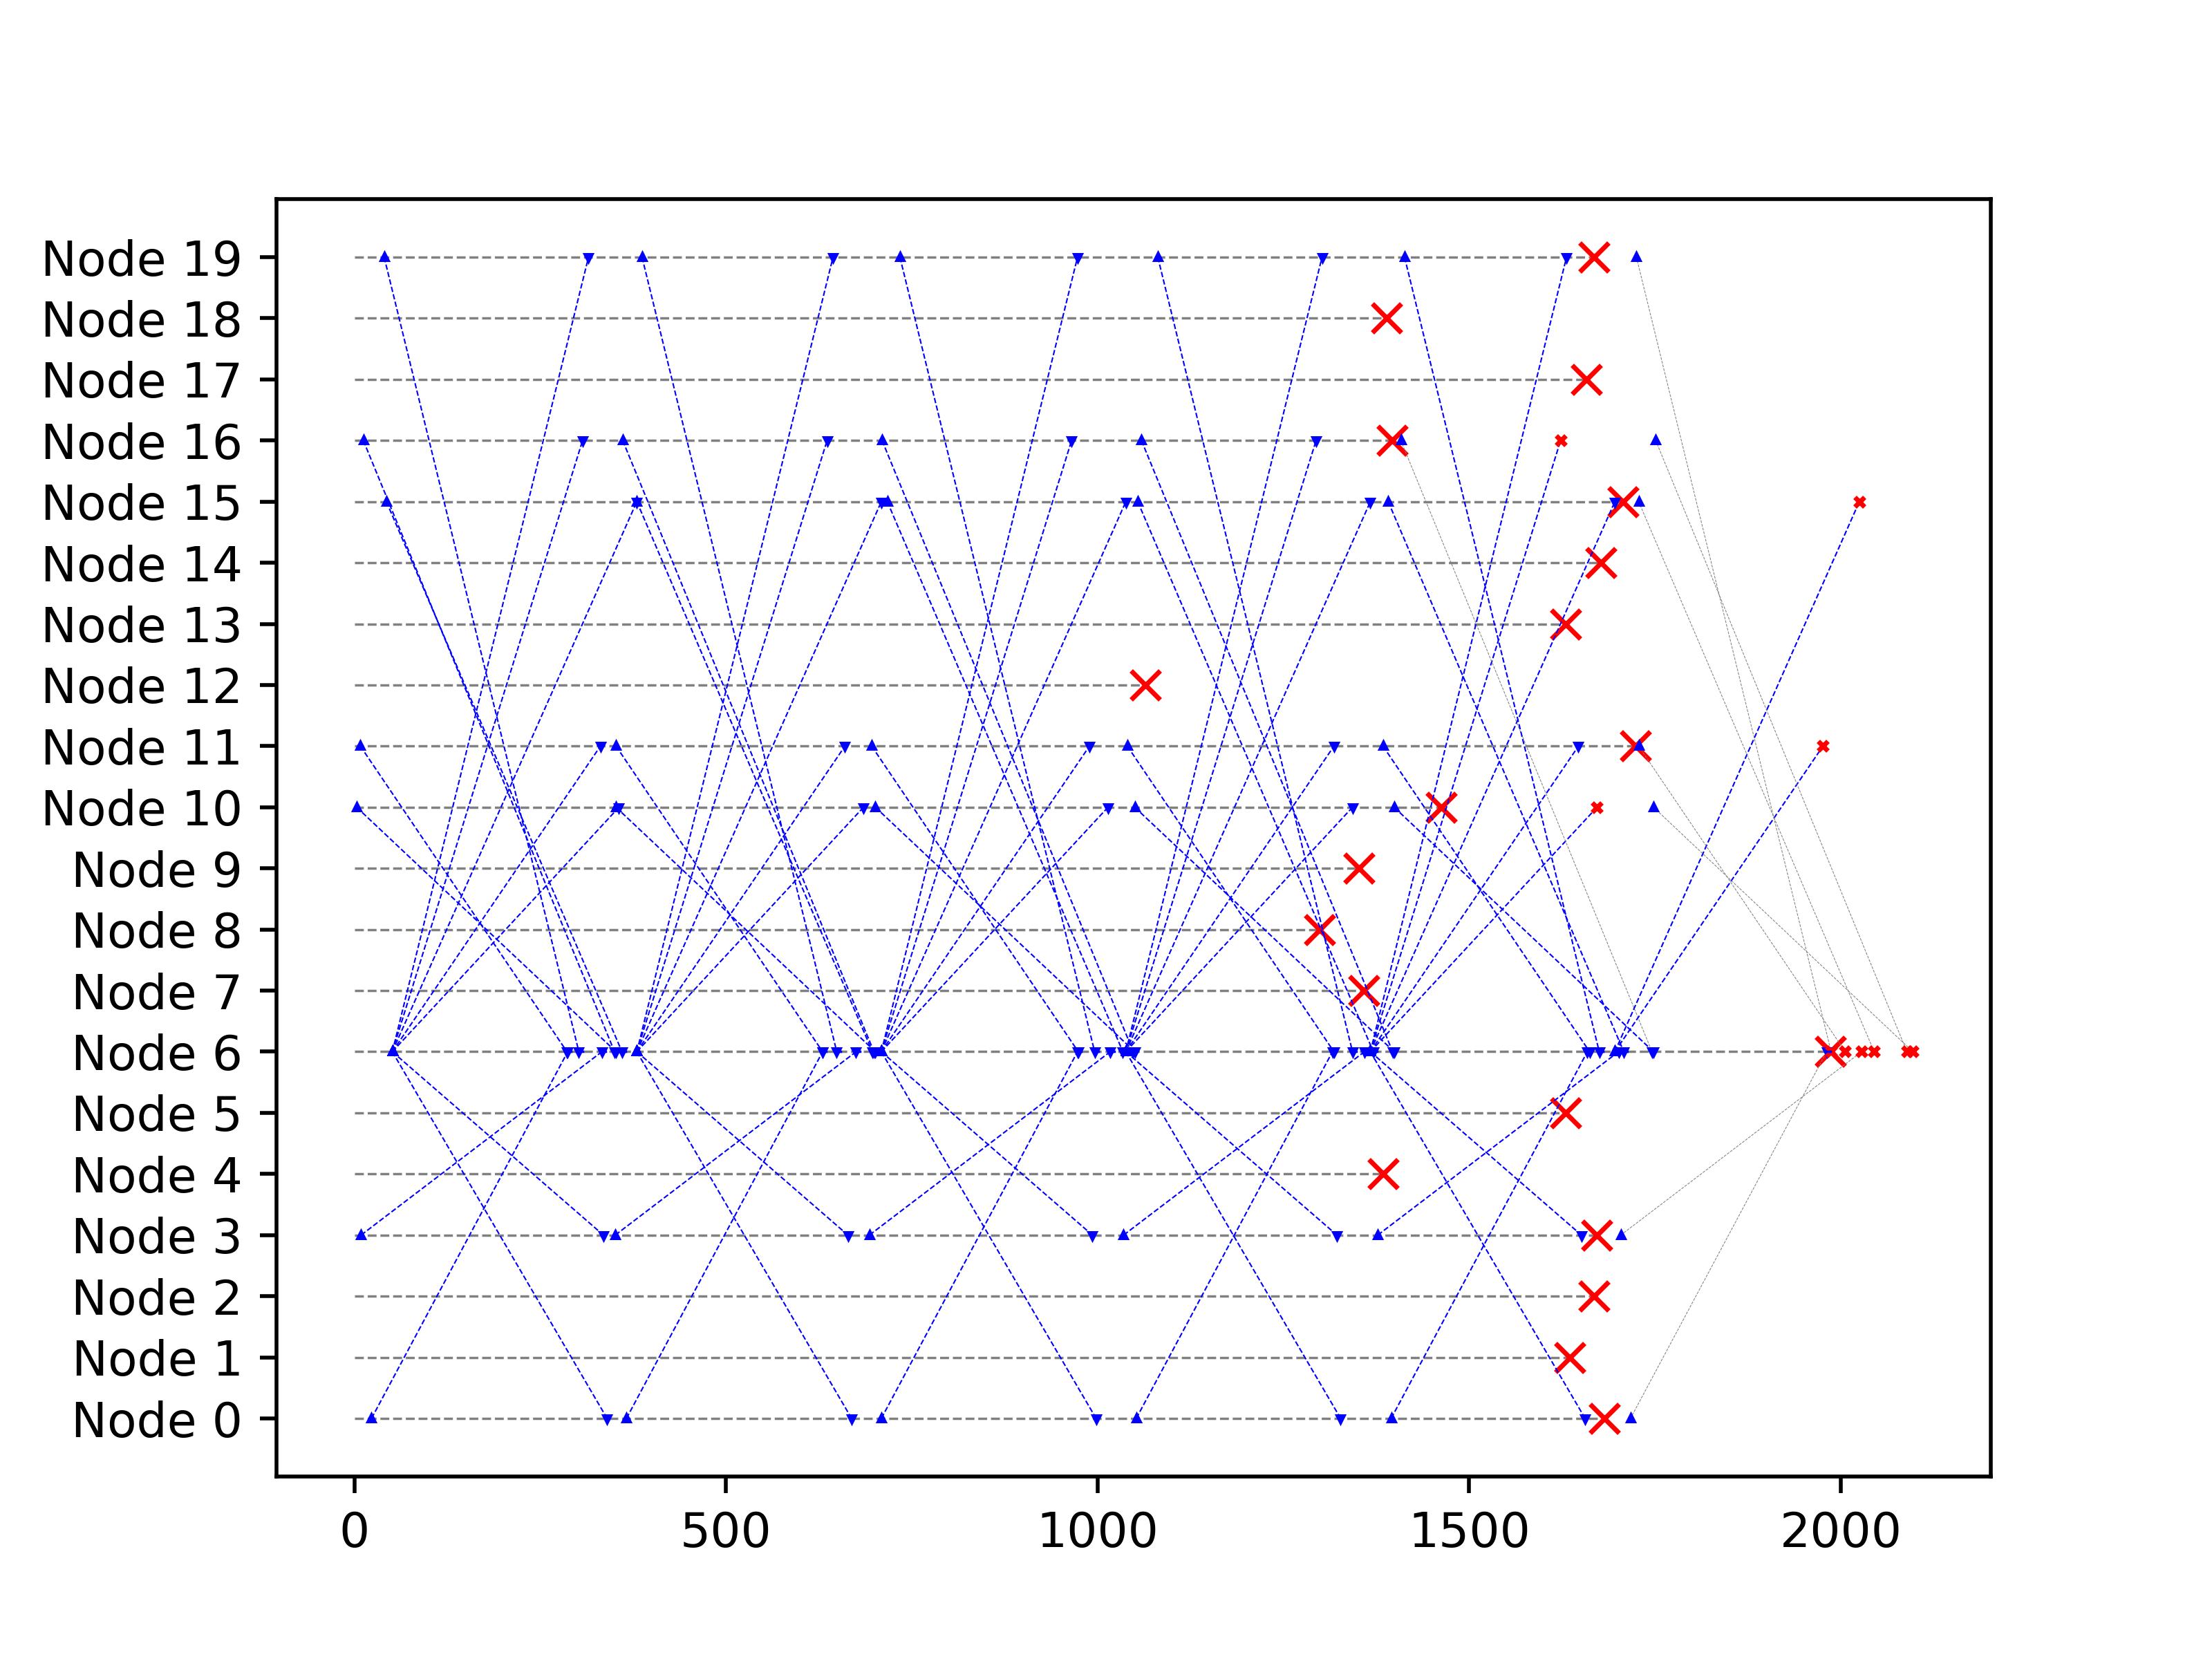 Node 19
Node 18
Node 17
Node 16
Node 15
Node 14
Node 13
Node 12
Node 11
Node 10
Node 9
Node 8
Node 7
Node 6
Node 5
Node 4
Node 3
Node 2
Node 1
Node 0
0 500 1000 1500 2000